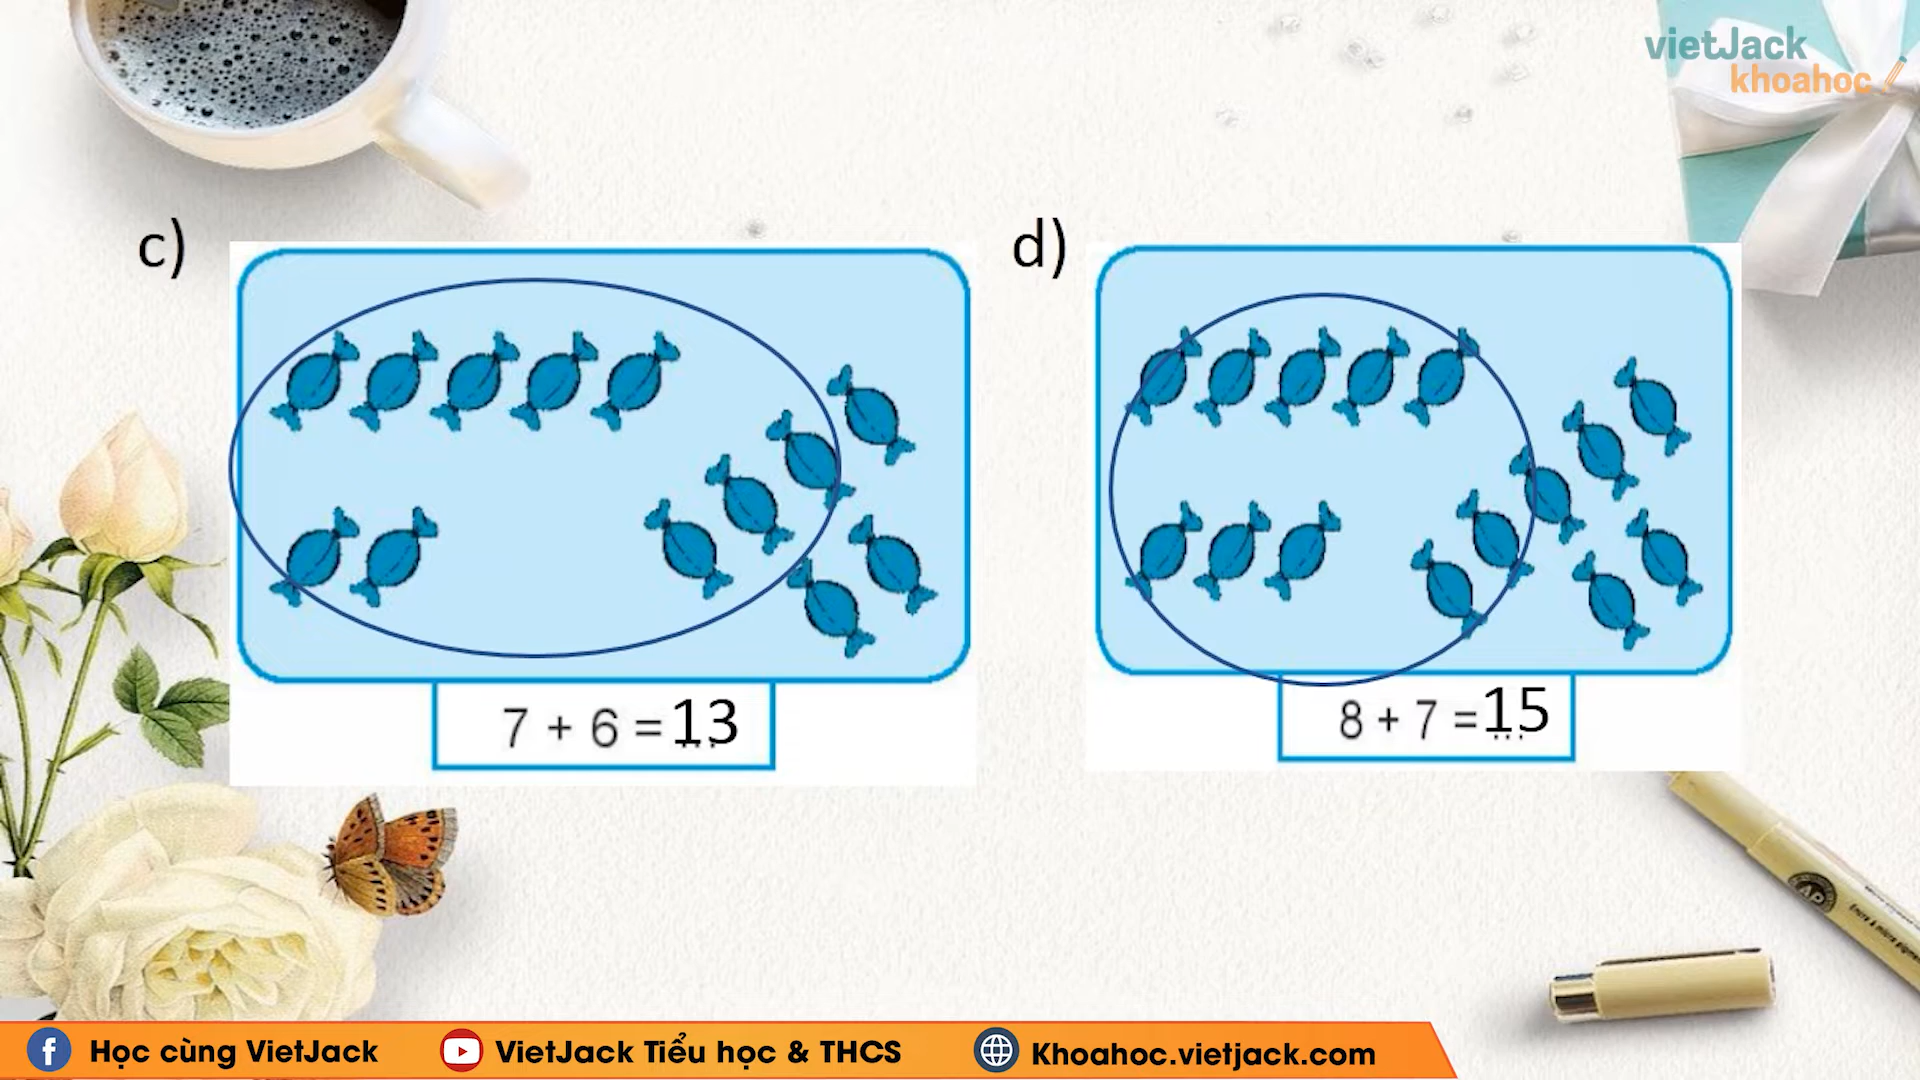 vietJack
khoahoc
c)
d)
7 + 6 = 13
8 + 7 = 15
Học cùng VietJack
VietJack Tiểu học & THCS
Khoahoc.vietjack.com